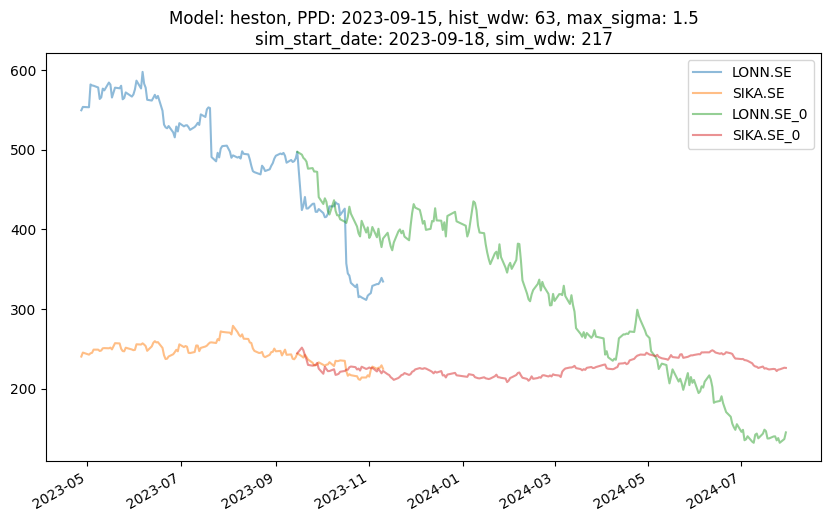 Model: heston, PPD: 2023-09-15, hist_wdw: 63, max_sigma: 1.5
sim_start_date: 2023-09-18, sim_wdw: 217
LONN.SE
SIKA.SE
LONN.SE_0
SIKA.SE_0
600
500
400
300
200
2023-05
2023-07
2023-09
2023-11
2024-01
2024-03
2024-05
2024-07